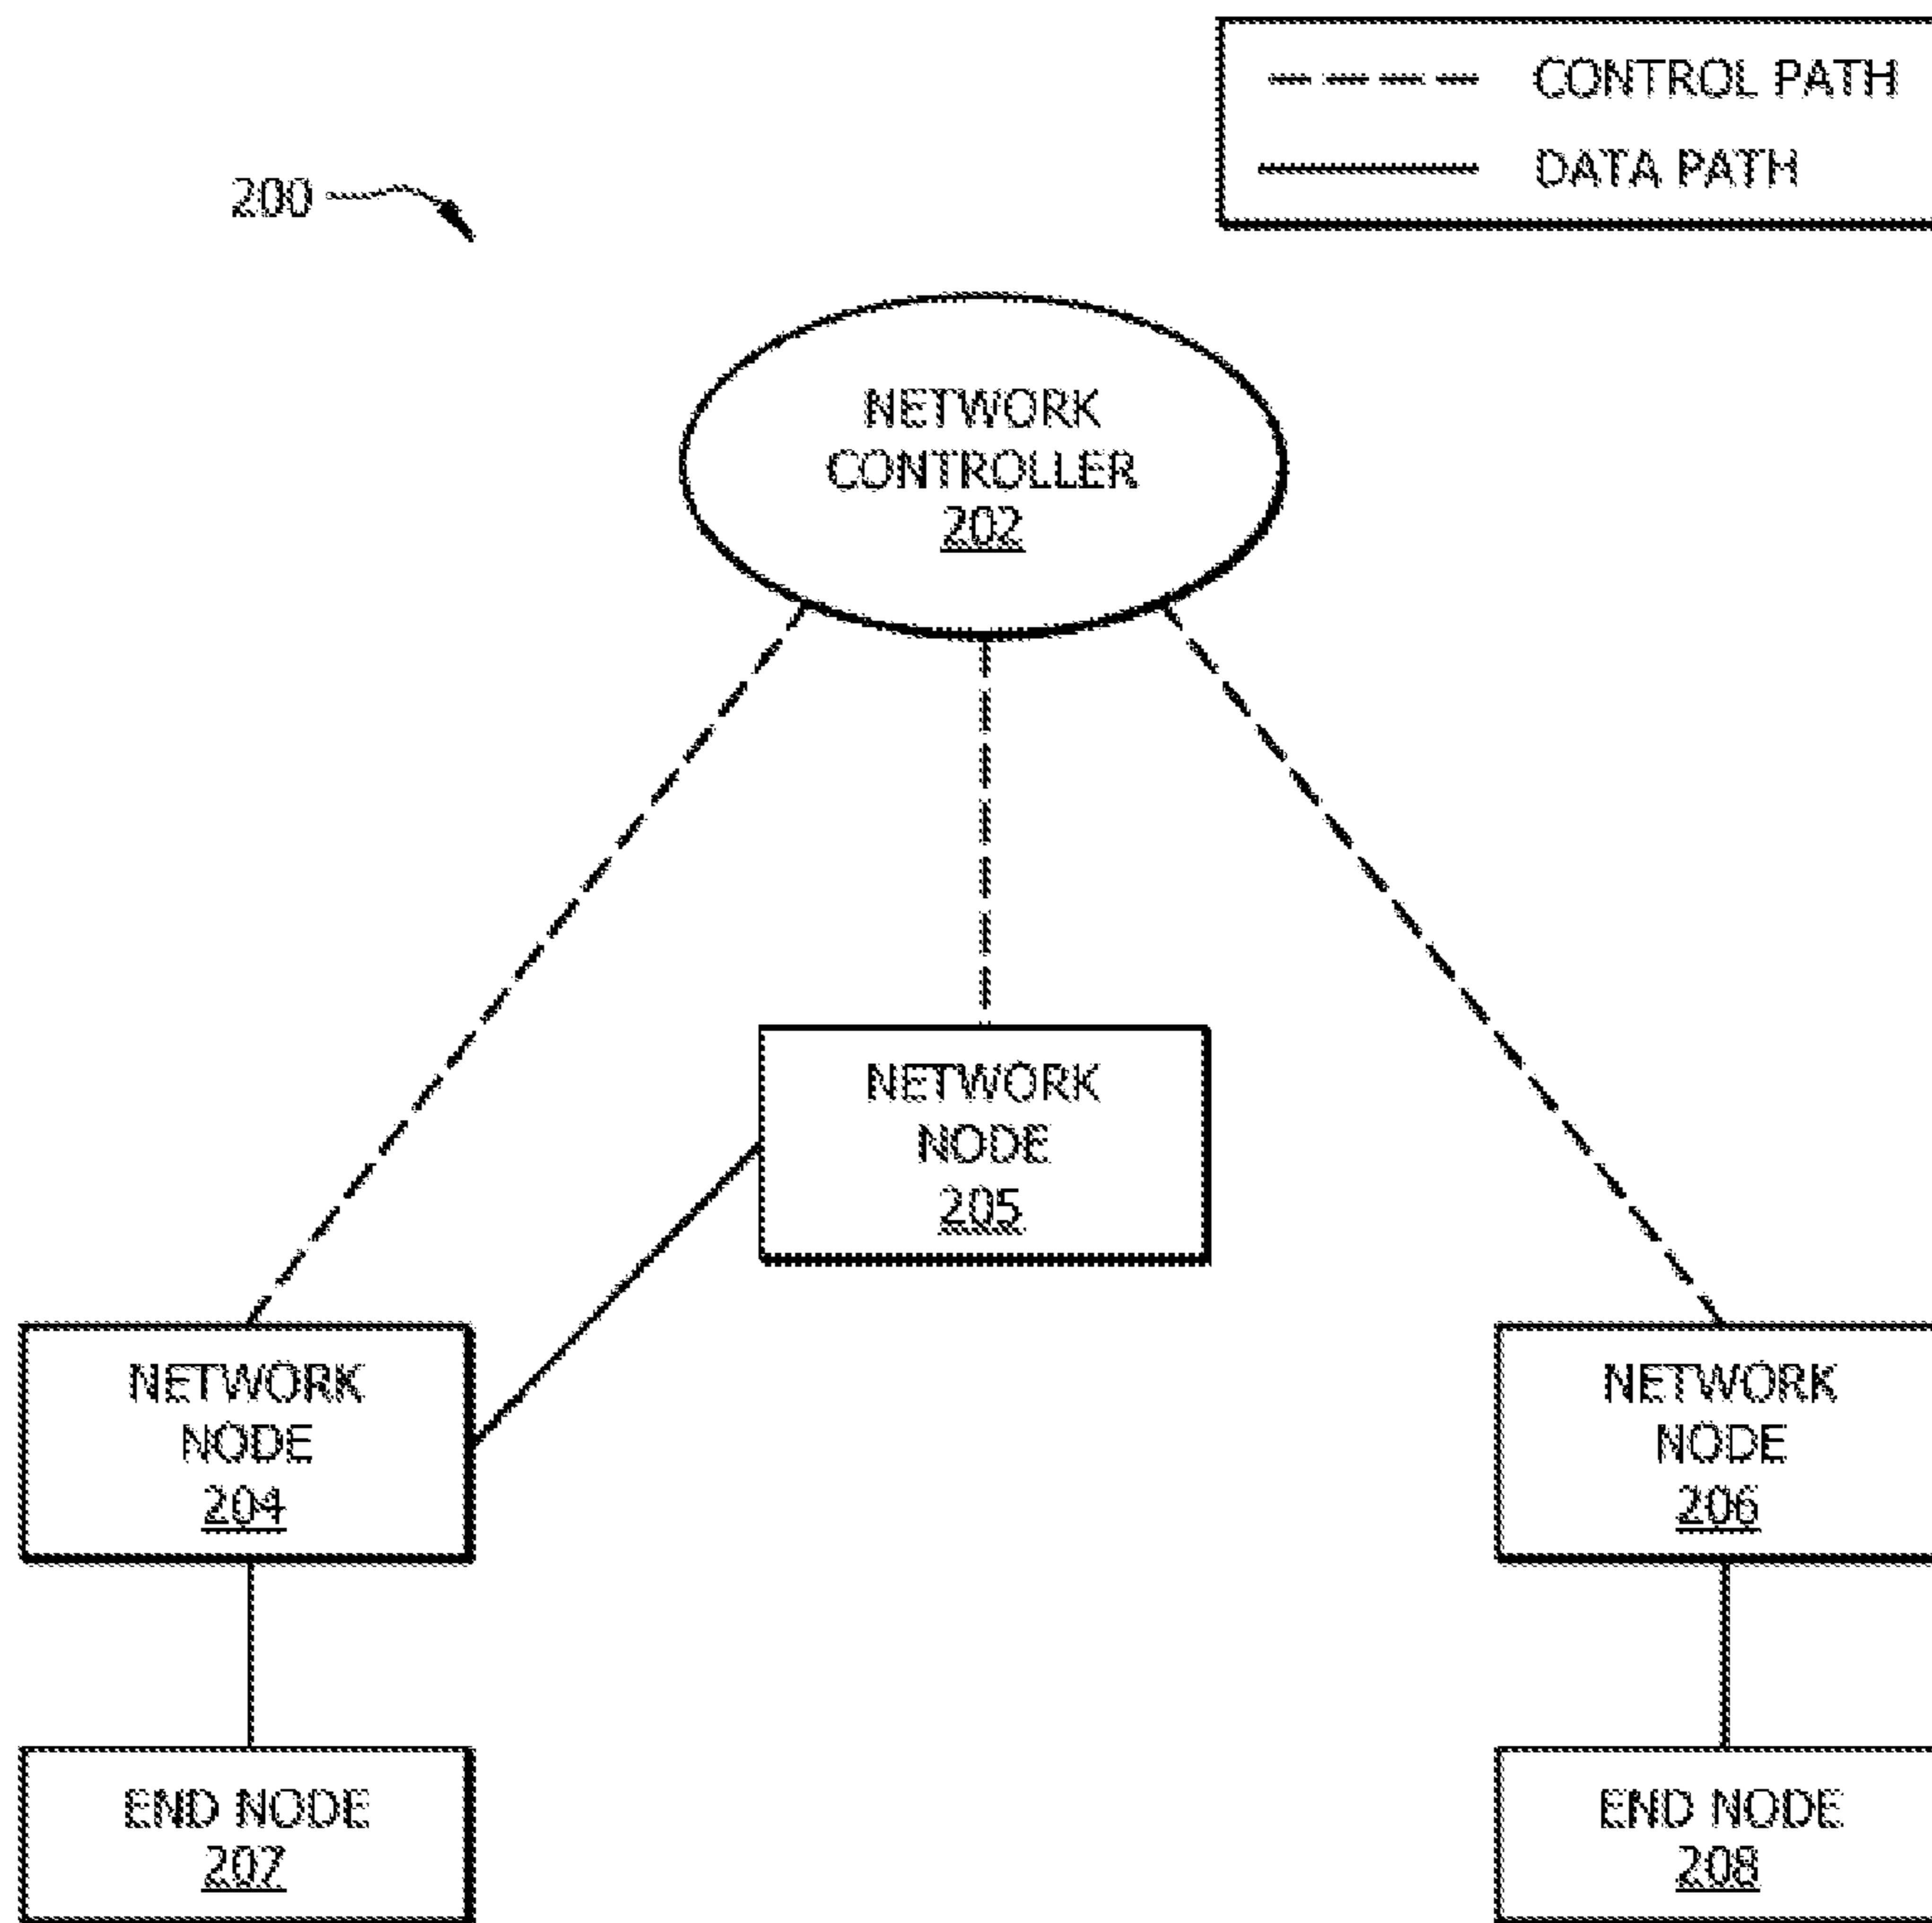 CONTROL PATH
DATA PATH
200
NETWORK
CONTROLLER
202
NETWORK
NODE
205
NETWORK
NODE
204
NETWORK
NODE
206
END NODE
207
END NODE
208